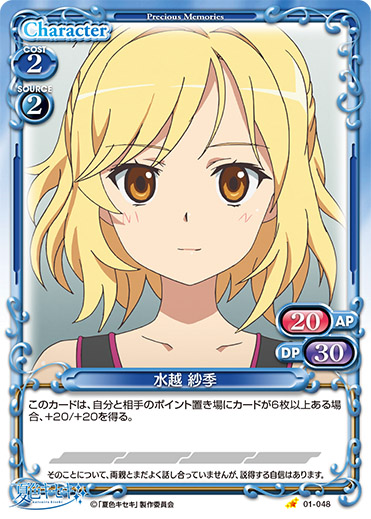 Precious Memories
Character
COST
2
SOURCE
2
20 AP
DP 30
水越 紗季
このカードは、自分と相手のポイント置き場にカードが6枚以上ある場
合、+20/+20を得る。
そのことについて、両親とまだよく話し合っていませんが、説得する自信はあります。
夏色キセキ
©「夏色キセキ」製作委員会
01-048